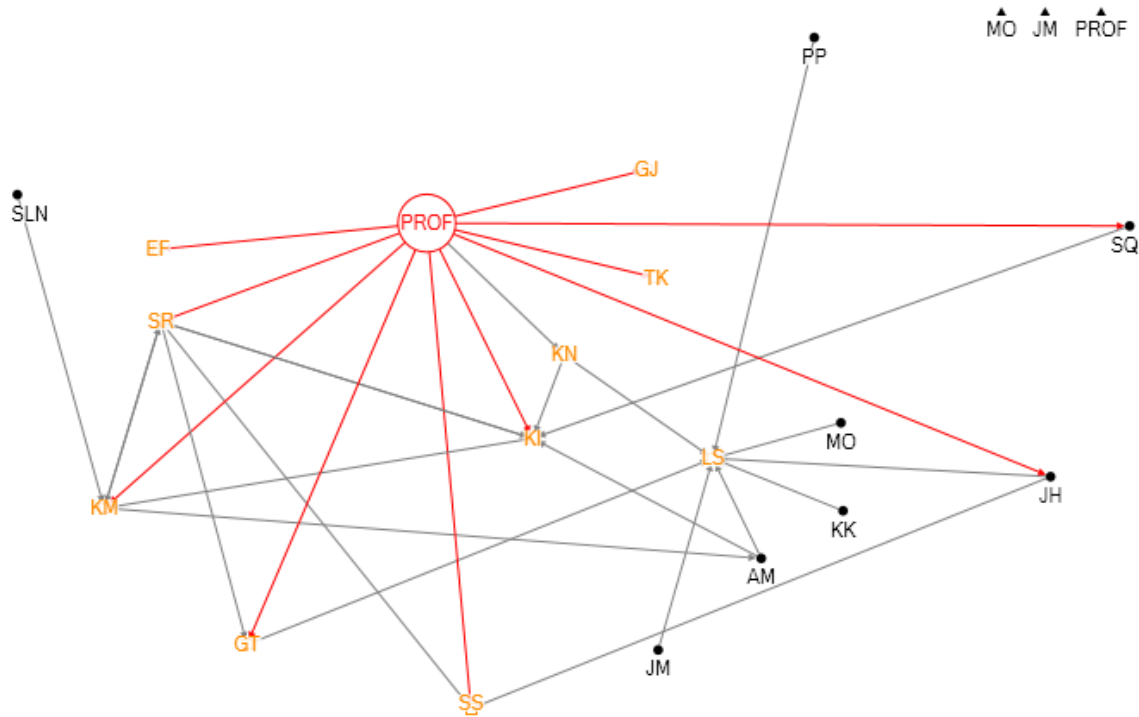 MO JM PROF
PP
GJ
SLN
PROF
EF
SQ
TK
SR
KN
KI
MO
LS
JH
KM
KK
AM
GT
JM
SS